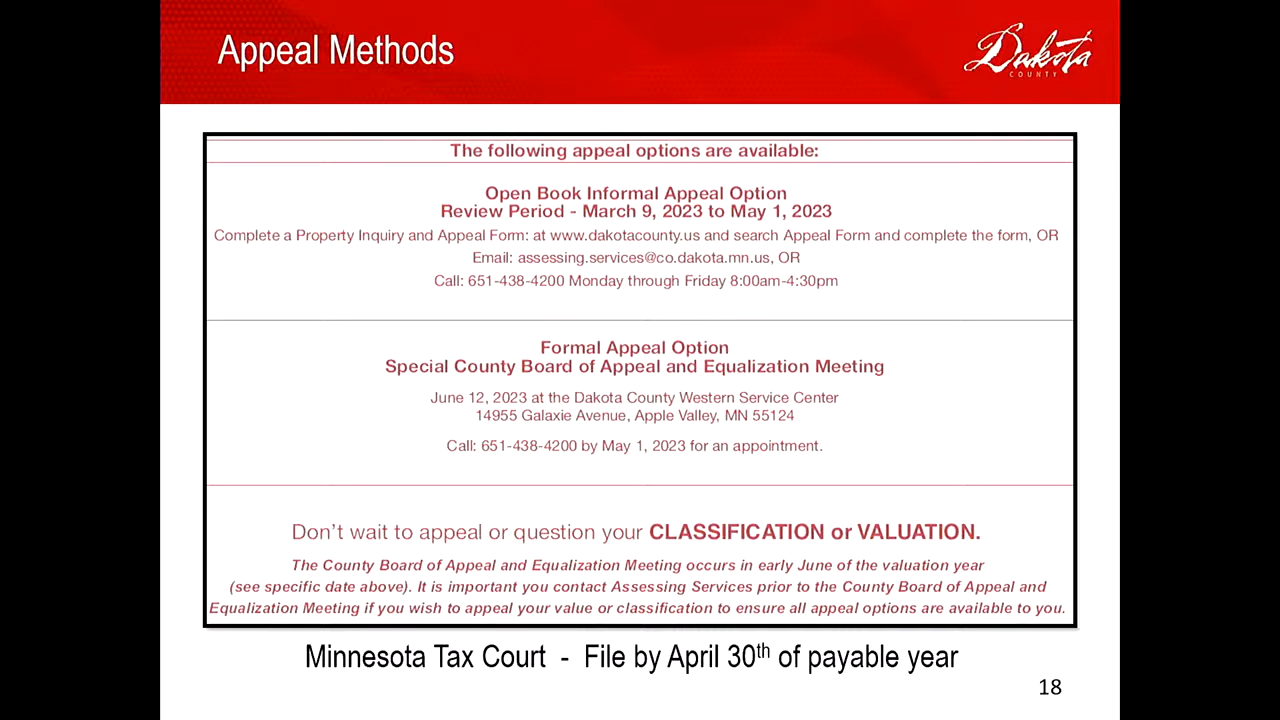 Appeal Methods
Dakota
COUNTY
The following appeal options are available:
Open Book Informal Appeal Option
Review Period - March 9, 2023 to May 1, 2023
Complete a Property Inquiry and Appeal Form: at www.dakotacounty.us and search Appeal Form and complete the form, OR
Email: assessing.services@co.dakota.mn.us, OR
Call: 651-438-4200 Monday through Friday 8:00am-4:30pm
Formal Appeal Option
Special County Board of Appeal and Equalization Meeting
June 12, 2023 at the Dakota County Western Service Center
14955 Galaxie Avenue, Apple Valley, MN 55124
Call: 651-438-4200 by May 1, 2023 for an appointment.
Don't wait to appeal or question your CLASSIFICATION or VALUATION.
The County Board of Appeal and Equalization Meeting occurs in early June of the valuation year
(see specific date above). It is important you contact Assessing Services prior to the County Board of Appeal and
Equalization Meeting if you wish to appeal your value or classification to ensure all appeal options are available to you.
Minnesota Tax Court - File by April 30th of payable year
18